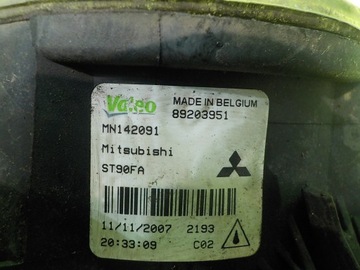 Valeo
MADE IN BELGIUM
89203951
MN142091
Mitsubishi
ST90FA
11/11/2007 2193
20:33:09 C02